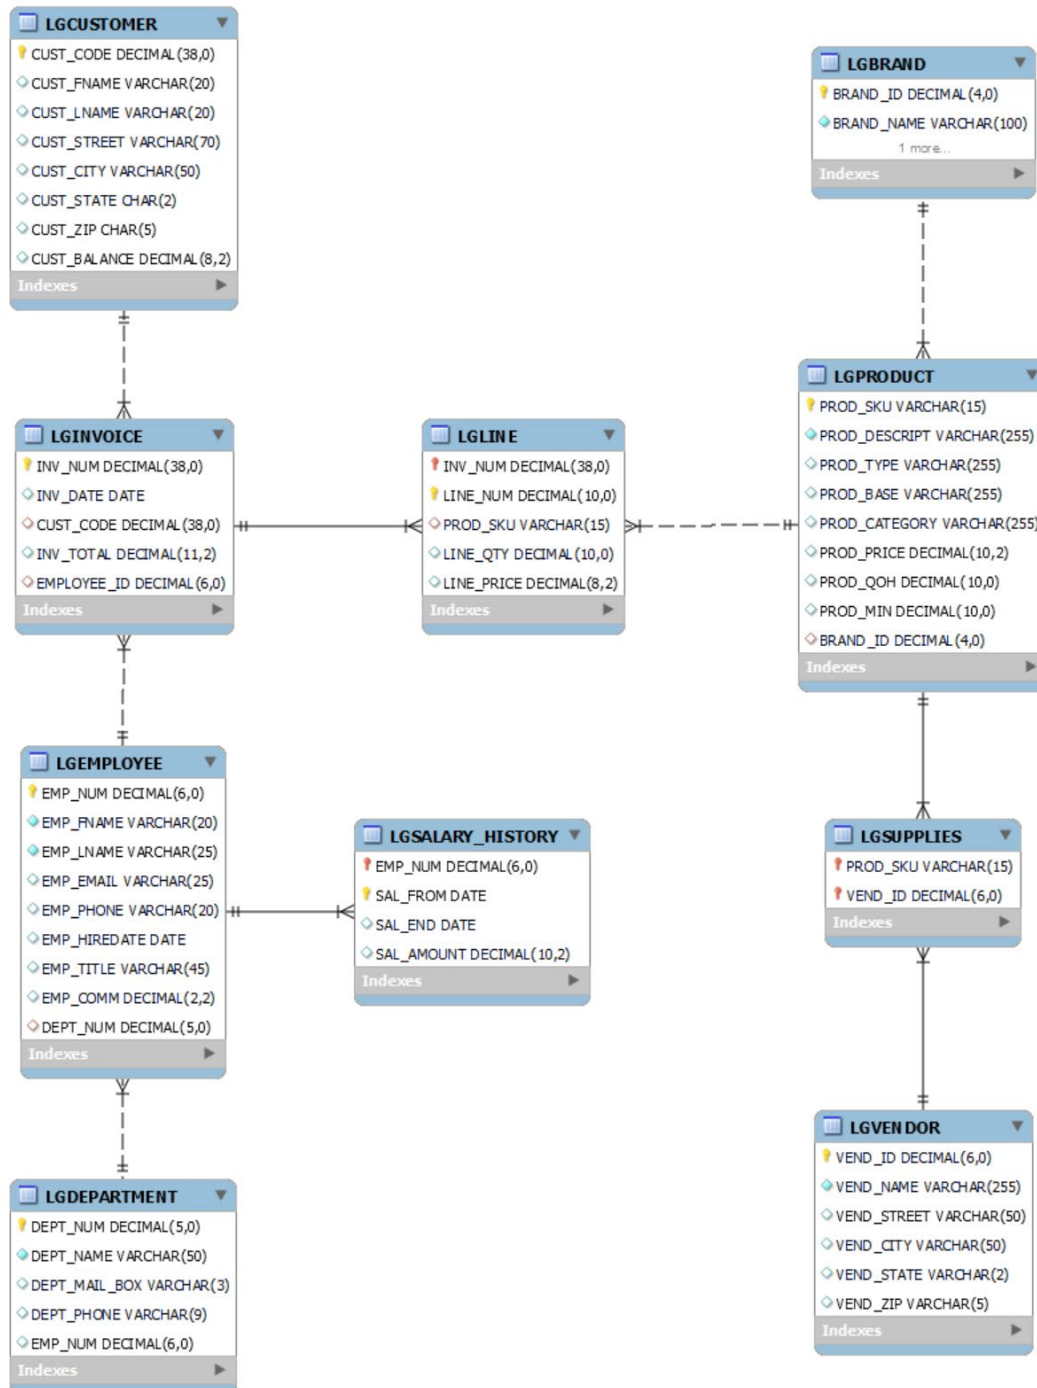 LGCUSTOMER
CUST_CODE DECIMAL(38,0)
CUST_FNAME VARCHAR(20)
CUST_LNAME VARCHAR(20)
CUST_STREET VARCHAR(70)
CUST_CITY VARCHAR(50)
CUST_STATE CHAR(2)
CUST_ZIP CHAR(5)
CUST_BALANCE DECIMAL(8,2)
Indexes
LGBRAND
BRAND_ID DECIMAL(4,0)
BRAND_NAME VARCHAR(100)
1 more...
Indexes
LGINVOICE
INV_NUM DECIMAL(38,0)
INV_DATE DATE
CUST_CODE DECIMAL(38,0)
INV_TOTAL DECIMAL(11,2)
EMPLOYEE_ID DECIMAL(6,0)
Indexes
LGLINE
INV_NUM DECIMAL(38,0)
LINE_NUM DECIMAL(10,0)
PROD_SKU VARCHAR(15)
LINE_QTY DECIMAL(10,0)
LINE_PRICE DECIMAL(8,2)
Indexes
LGPRODUCT
PROD_SKU VARCHAR(15)
PROD_DESCRIPT VARCHAR(255)
PROD_TYPE VARCHAR(255)
PROD_BASE VARCHAR(255)
PROD_CATEGORY VARCHAR(255)
PROD_PRICE DECIMAL(10,2)
PROD_QOH DECIMAL(10,0)
PROD_MIN DECIMAL(10,0)
BRAND_ID DECIMAL(4,0)
Indexes
LGEMPLOYEE
EMP_NUM DECIMAL(6,0)
EMP_FNAME VARCHAR(20)
EMP_LNAME VARCHAR(25)
EMP_EMAIL VARCHAR(25)
EMP_PHONE VARCHAR(20)
EMP_HIREDATE DATE
EMP_TITLE VARCHAR(45)
EMP_COMM DECIMAL(2,2)
DEPT_NUM DECIMAL(5,0)
Indexes
LGSALARY_HISTORY
EMP_NUM DECIMAL(6,0)
SAL_FROM DATE
SAL_END DATE
SAL_AMOUNT DECIMAL(10,2)
Indexes
LGSUPPLIES
PROD_SKU VARCHAR(15)
VEND_ID DECIMAL(6,0)
Indexes
LGDEPARTMENT
DEPT_NUM DECIMAL(5,0)
DEPT_NAME VARCHAR(50)
DEPT_MAIL_BOX VARCHAR(3)
DEPT_PHONE VARCHAR(9)
EMP_NUM DECIMAL(6,0)
Indexes
LGVENDOR
VEND_ID DECIMAL(6,0)
VEND_NAME VARCHAR(255)
VEND_STREET VARCHAR(50)
VEND_CITY VARCHAR(50)
VEND_STATE VARCHAR(2)
VEND_ZIP VARCHAR(5)
Indexes